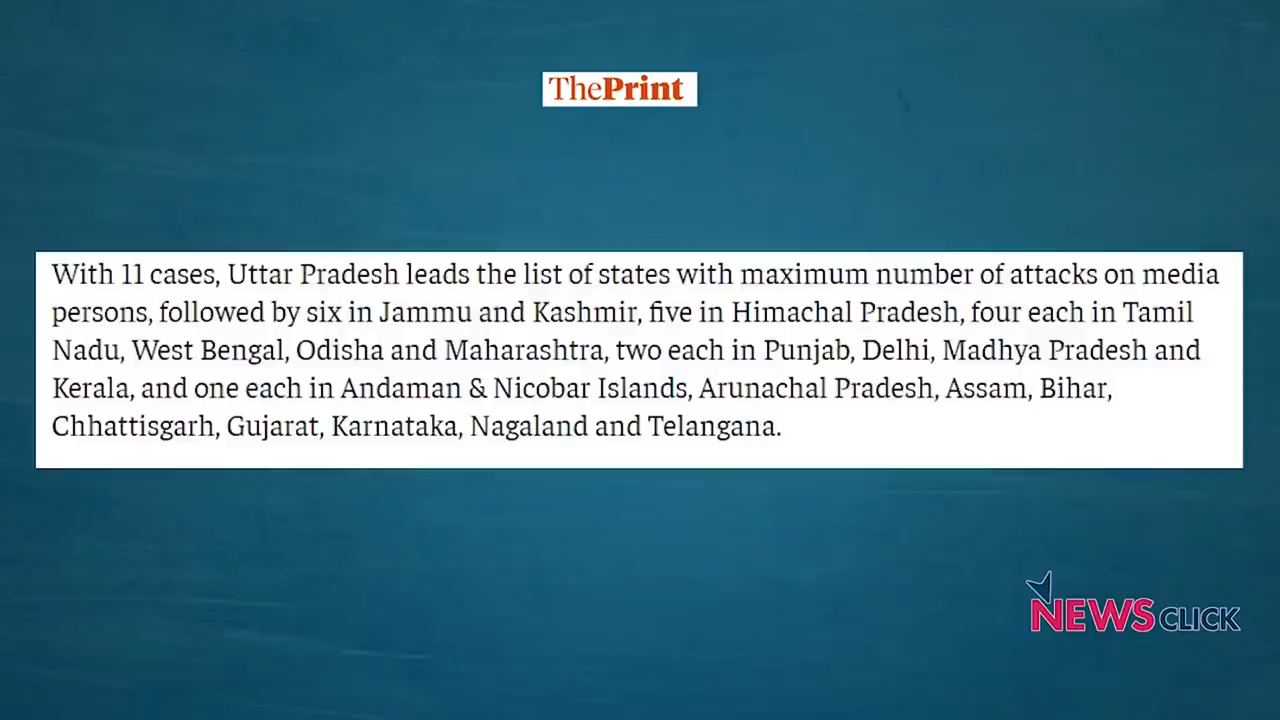 ThePrint
With 11 cases, Uttar Pradesh leads the list of states with maximum number of attacks on media
persons, followed by six in Jammu and Kashmir, five in Himachal Pradesh, four each in Tamil
Nadu, West Bengal, Odisha and Maharashtra, two each in Punjab, Delhi, Madhya Pradesh and
Kerala, and one each in Andaman & Nicobar Islands, Arunachal Pradesh, Assam, Bihar,
Chhattisgarh, Gujarat, Karnataka, Nagaland and Telangana.
NEWSCLICK